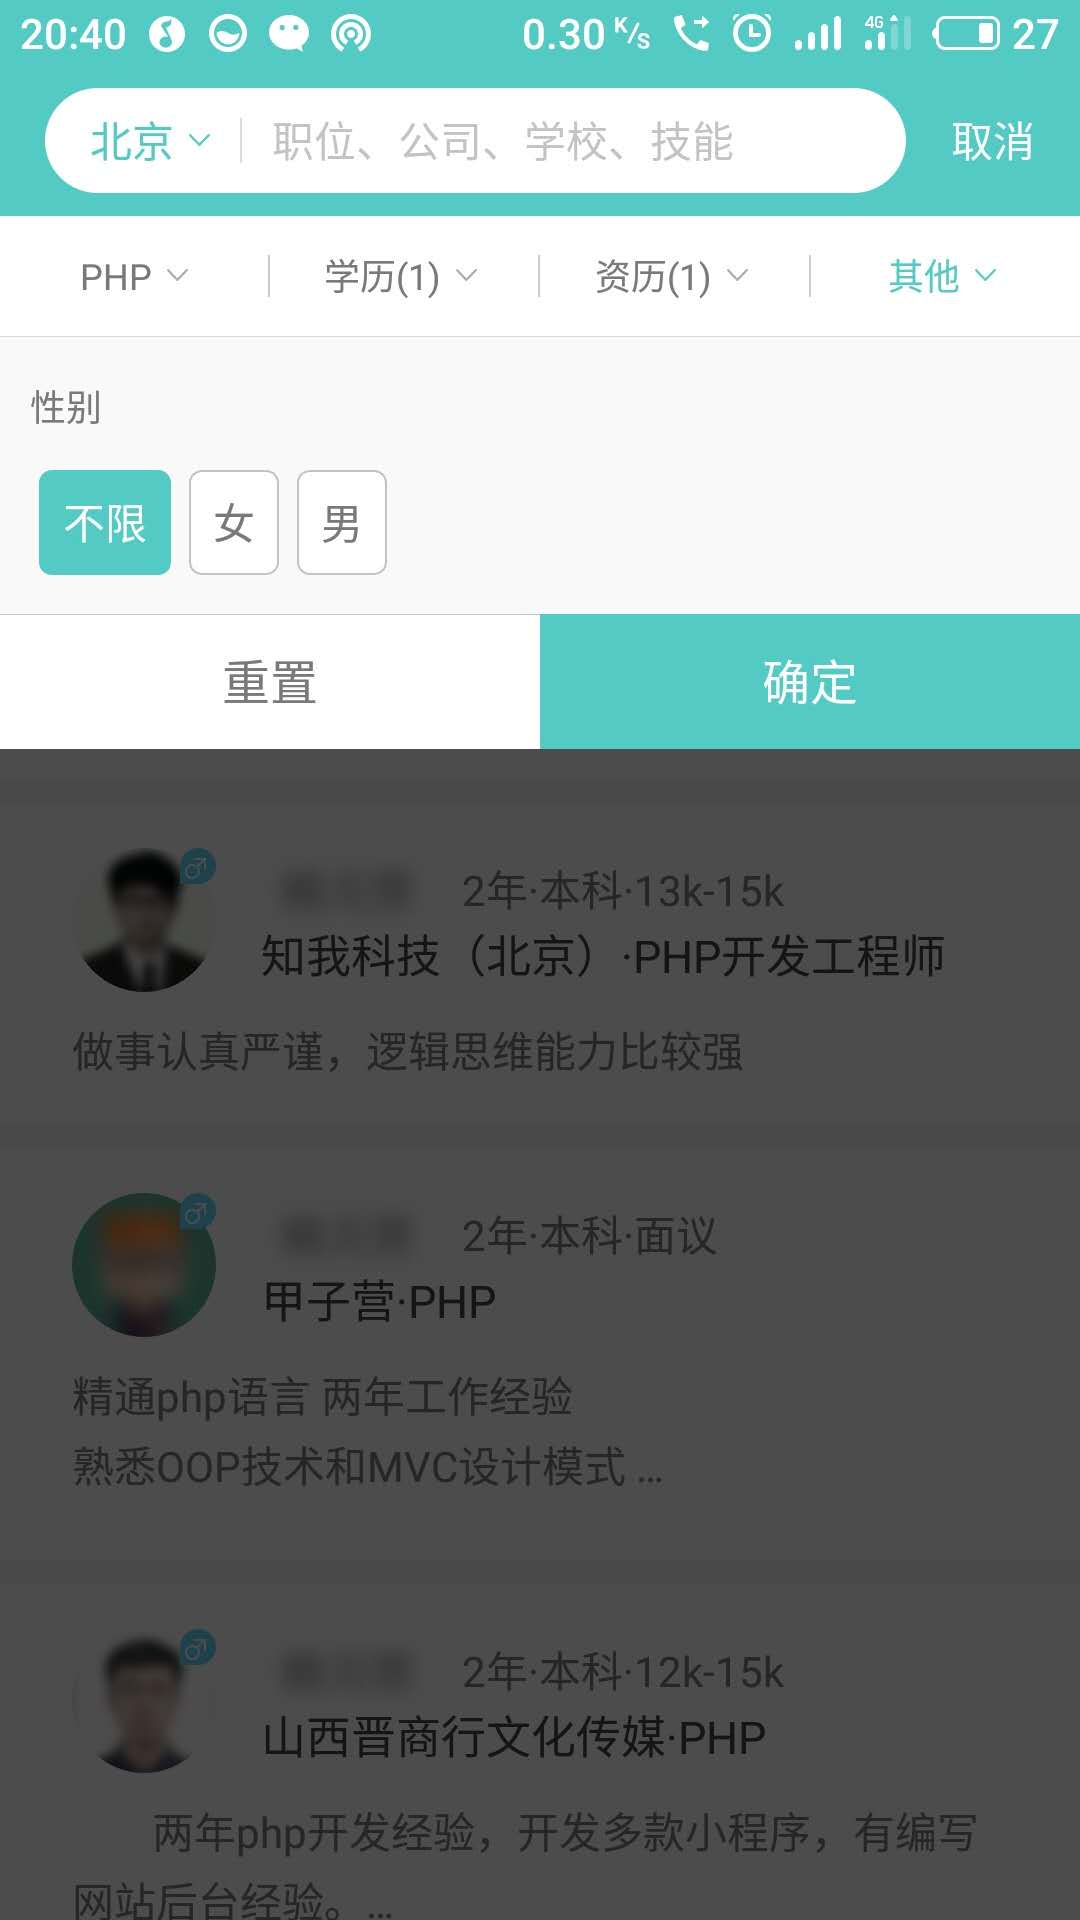 20:40 0.30 K/s 4G 27
北京 职位、公司、学校、技能 取消
PHP 学历(1) 资历(1) 其他
性别
不限 女 男
重置 确定
2年·本科·13k-15k
知我科技（北京）·PHP开发工程师
做事认真严谨，逻辑思维能力比较强
2年·本科·面议
甲子营·PHP
精通php语言 两年工作经验
熟悉OOP技术和MVC设计模式 ...
2年·本科·12k-15k
山西晋商行文化传媒·PHP
两年php开发经验，开发多款小程序，有编写
网站后台经验。 ...